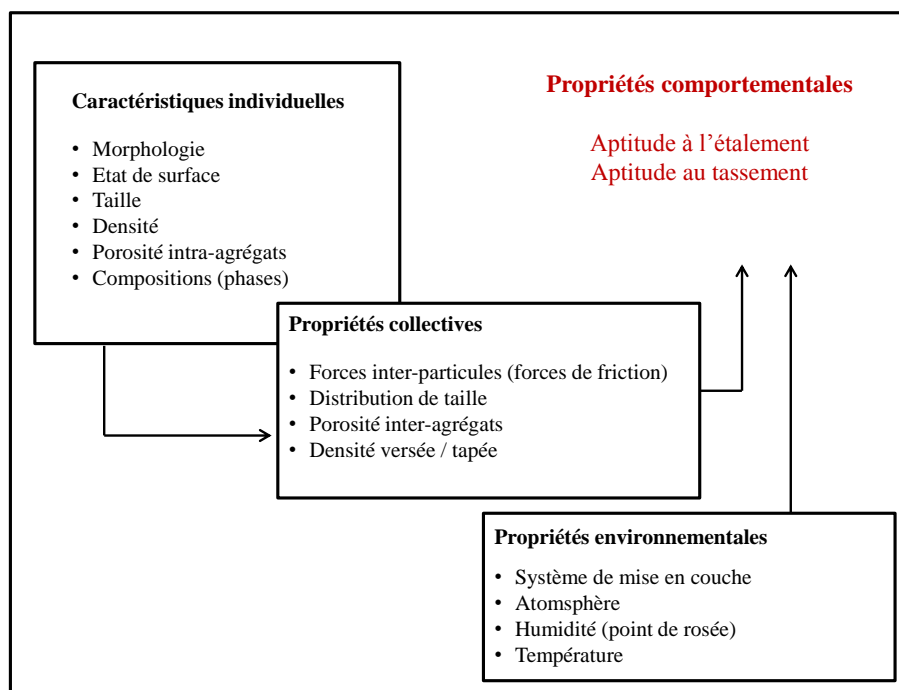 Caractéristiques individuelles
• Morphologie
• Etat de surface
• Taille
• Densité
• Porosité intra-agrégats
• Compositions (phases)
Propriétés comportementales
Aptitude à l'étalement
Aptitude au tassement
Propriétés collectives
• Forces inter-particules (forces de friction)
• Distribution de taille
• Porosité inter-agrégats
• Densité versée / tapée
Propriétés environnementales
• Système de mise en couche
• Atomsphère
• Humidité (point de rosée)
• Température